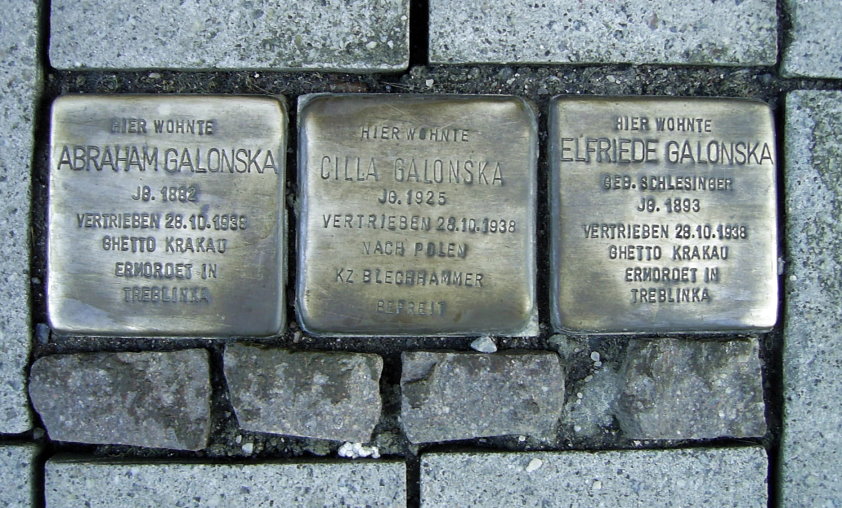 HIER WOHNTE
ABRAHAM GALONSKA
JG. 1882
VERTRIEBEN 28.10.1938
GHETTO KRAKAU
ERMORDET IN
TREBLINKA
HIER WOHNTE
CILLA GALONSKA
JG. 1925
VERTRIEBEN 28.10.1938
NACH POLEN
KZ BLECHHAMMER
BEFREIT
HIER WOHNTE
ELFRIEDE GALONSKA
GEB. SCHLESINGER
JG. 1893
VERTRIEBEN 28.10.1938
GHETTO KRAKAU
ERMORDET IN
TREBLINKA